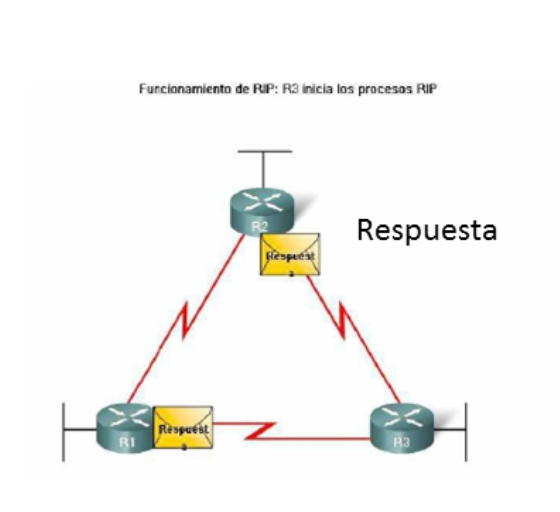 Funcionamiento de RIP: R3 inicia los procesos RIP
R2
Respuesta
Respuest
a
R1
Respuest
a
R3